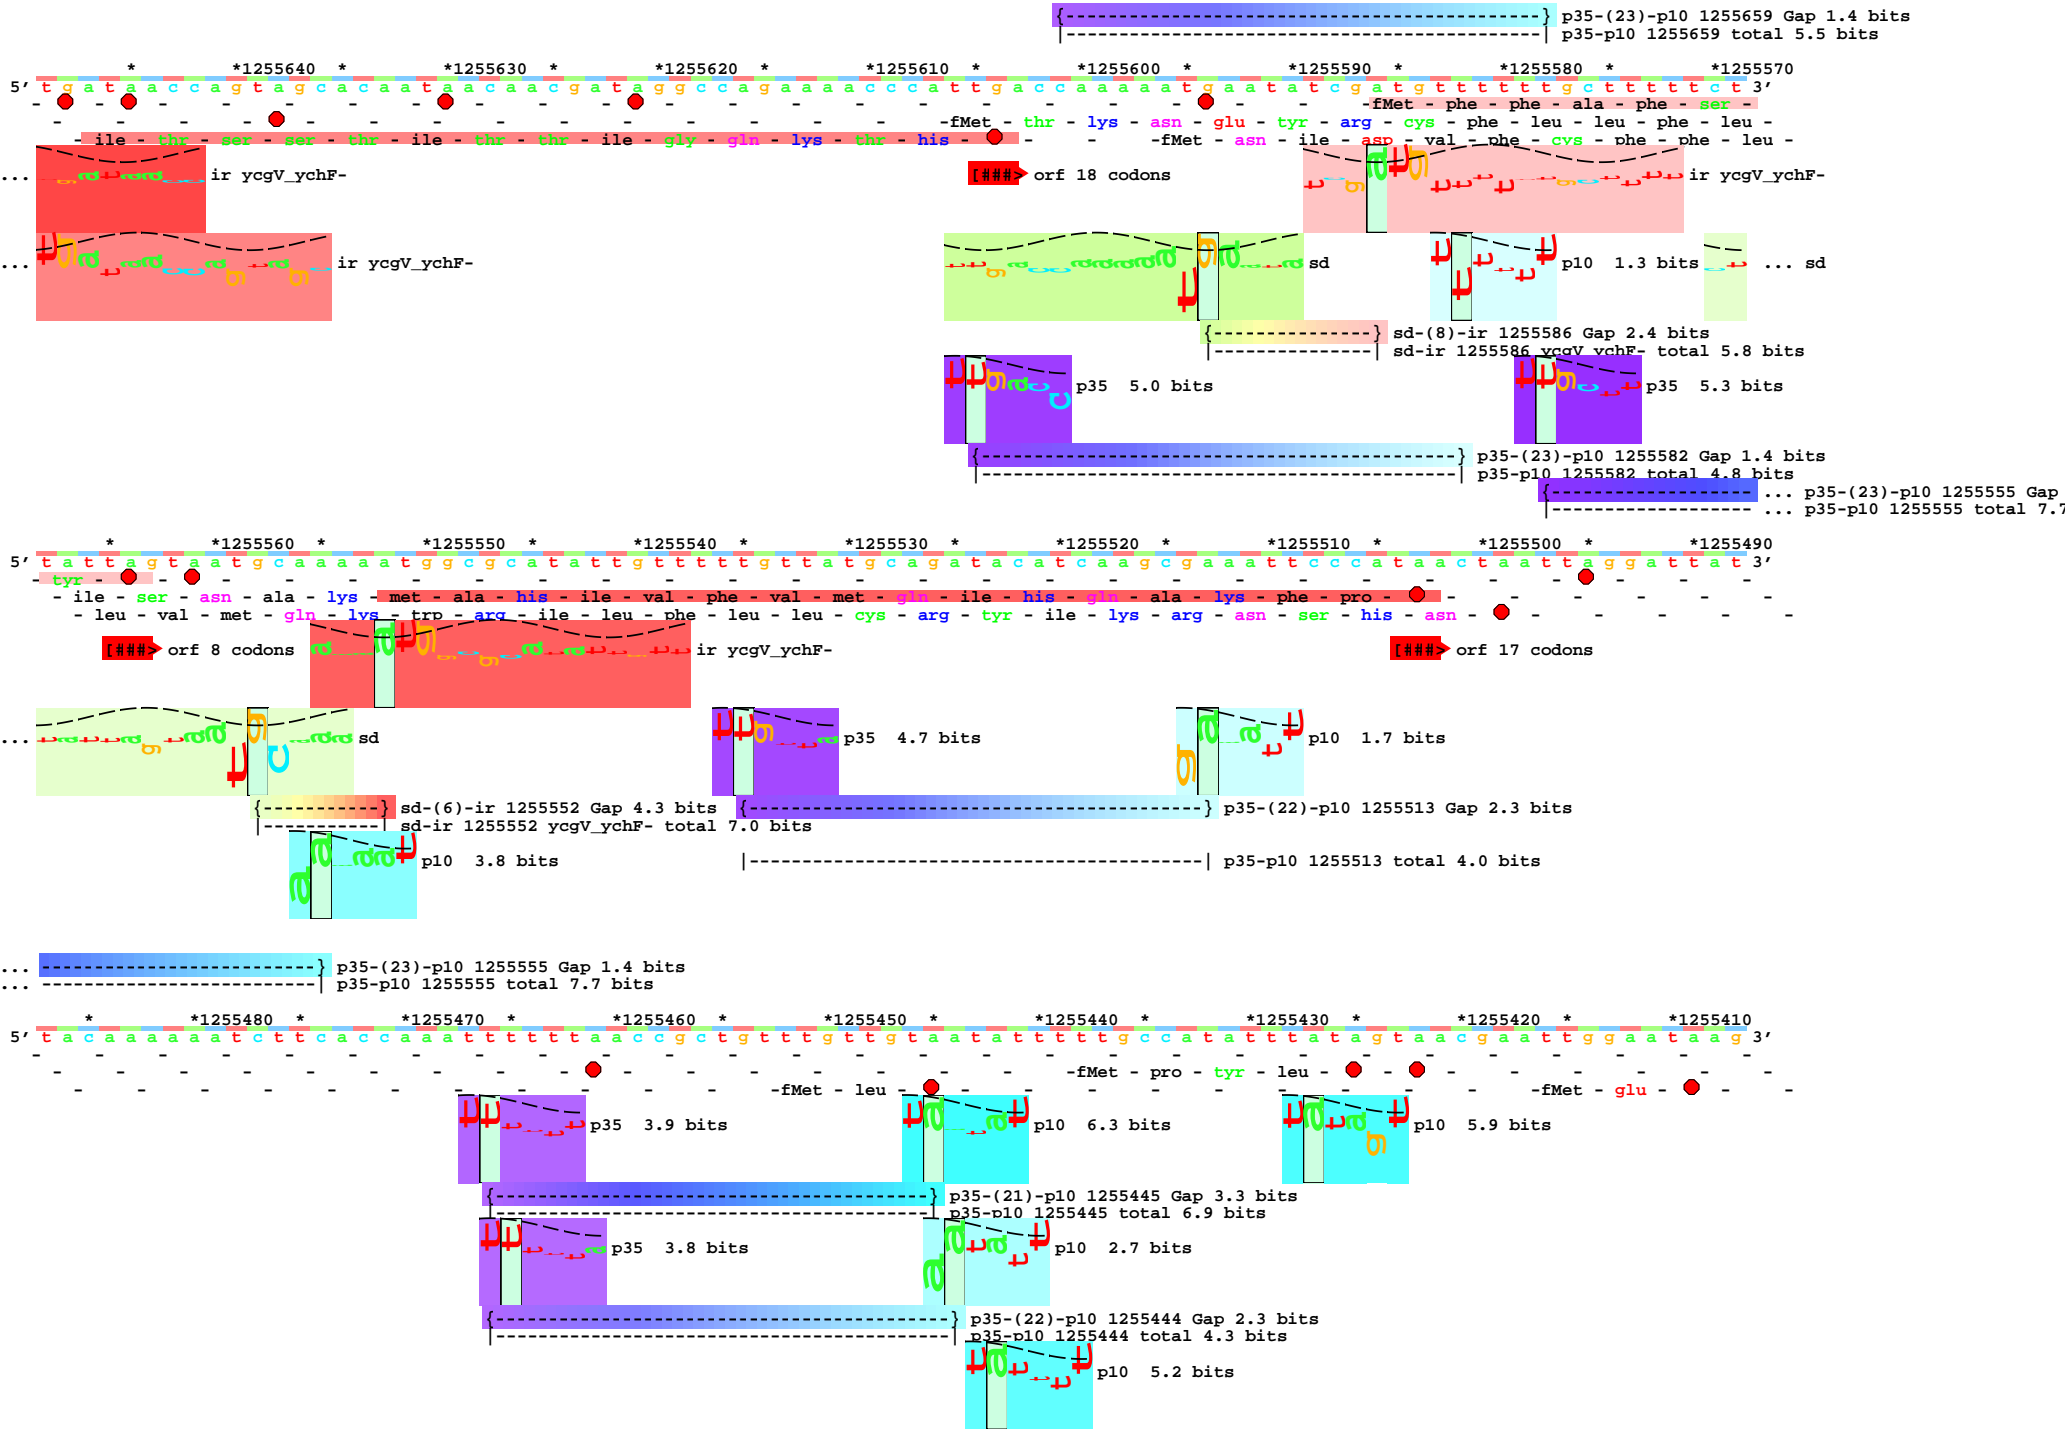 {----------------------------------------------} p35-(23)-p10 1255659 Gap 1.4 bits
|----------------------------------------------| p35-p10 1255659 total 5.5 bits
* *1255640 * *1255630 * *1255620 * *1255610 * *1255600 * *1255590 * *1255580 * *1255570
5' t g a t a a c c a g t a g c a c a a t a a c a a c g a t a g g c c a g a a a a c c c a t t g a c c a a a a a t g a a t a t c g a t g t t t t t t g c t t t t t c t 3'
-fMet - phe - phe - ala - phe - ser -
-fMet - thr - lys - asn - glu - tyr - arg - cys - phe - leu - leu - phe - leu -
- ile - thr - ser - ser - thr - ile - thr - thr - ile - gly - gln - lys - thr - his - -fMet - asn - ile - asp - val - phe - cys - phe - phe - leu -
... ir ycgV_ychF- [###> orf 18 codons ir ycgV_ychF-
... ir ycgV_ychF- sd p10 1.3 bits ... sd
{---------------} sd-(8)-ir 1255586 Gap 2.4 bits
|---------------| sd-ir 1255586 ycgV_ychF- total 5.8 bits
p35 5.0 bits p35 5.3 bits
{----------------------------------------------} p35-(23)-p10 1255582 Gap 1.4 bits
|----------------------------------------------| p35-p10 1255582 total 4.8 bits
{------------------- ... p35-(23)-p10 1255555 Gap
|------------------- ... p35-p10 1255555 total 7.7
* *1255560 * *1255550 * *1255540 * *1255530 * *1255520 * *1255510 * *1255500 * *1255490
5' t a t t a g t a a t g c a a a a a t g g c g c a t a t t g t t t t t g t t a t g c a g a t a c a t c a a g c g a a a t t c c c a t a a c t a a t t a g g a t t a t 3'
- tyr -
- ile - ser - asn - ala - lys - met - ala - his - ile - val - phe - val - met - gln - ile - his - gln - ala - lys - phe - pro -
- leu - val - met - gln - lys - trp - arg - ile - leu - phe - leu - leu - cys - arg - tyr - ile - lys - arg - asn - ser - his - asn -
[###> orf 8 codons ir ycgV_ychF- [###> orf 17 codons
... sd p35 4.7 bits p10 1.7 bits
{-----------} sd-(6)-ir 1255552 Gap 4.3 bits {-------------------------------------------} p35-(22)-p10 1255513 Gap 2.3 bits
|-----------| sd-ir 1255552 ycgV_ychF- total 7.0 bits
p10 3.8 bits |-------------------------------------------| p35-p10 1255513 total 4.0 bits
... --------------------------} p35-(23)-p10 1255555 Gap 1.4 bits
... --------------------------| p35-p10 1255555 total 7.7 bits
* *1255480 * *1255470 * *1255460 * *1255450 * *1255440 * *1255430 * *1255420 * *1255410
5' t a c a a a a a a t c t t c a c c a a a t t t t t t a a c c g c t g t t t g t t g t a a t a t t t t t g c c a t a t t t a t a g t a a c g a a t t g g a a t a a g 3'
-fMet - pro - tyr - leu -
-fMet - leu - -fMet - glu -
p35 3.9 bits p10 6.3 bits p10 5.9 bits
{-----------------------------------------} p35-(21)-p10 1255445 Gap 3.3 bits
|-----------------------------------------| p35-p10 1255445 total 6.9 bits
p35 3.8 bits p10 2.7 bits
{-------------------------------------------} p35-(22)-p10 1255444 Gap 2.3 bits
|-------------------------------------------| p35-p10 1255444 total 4.3 bits
p10 5.2 bits